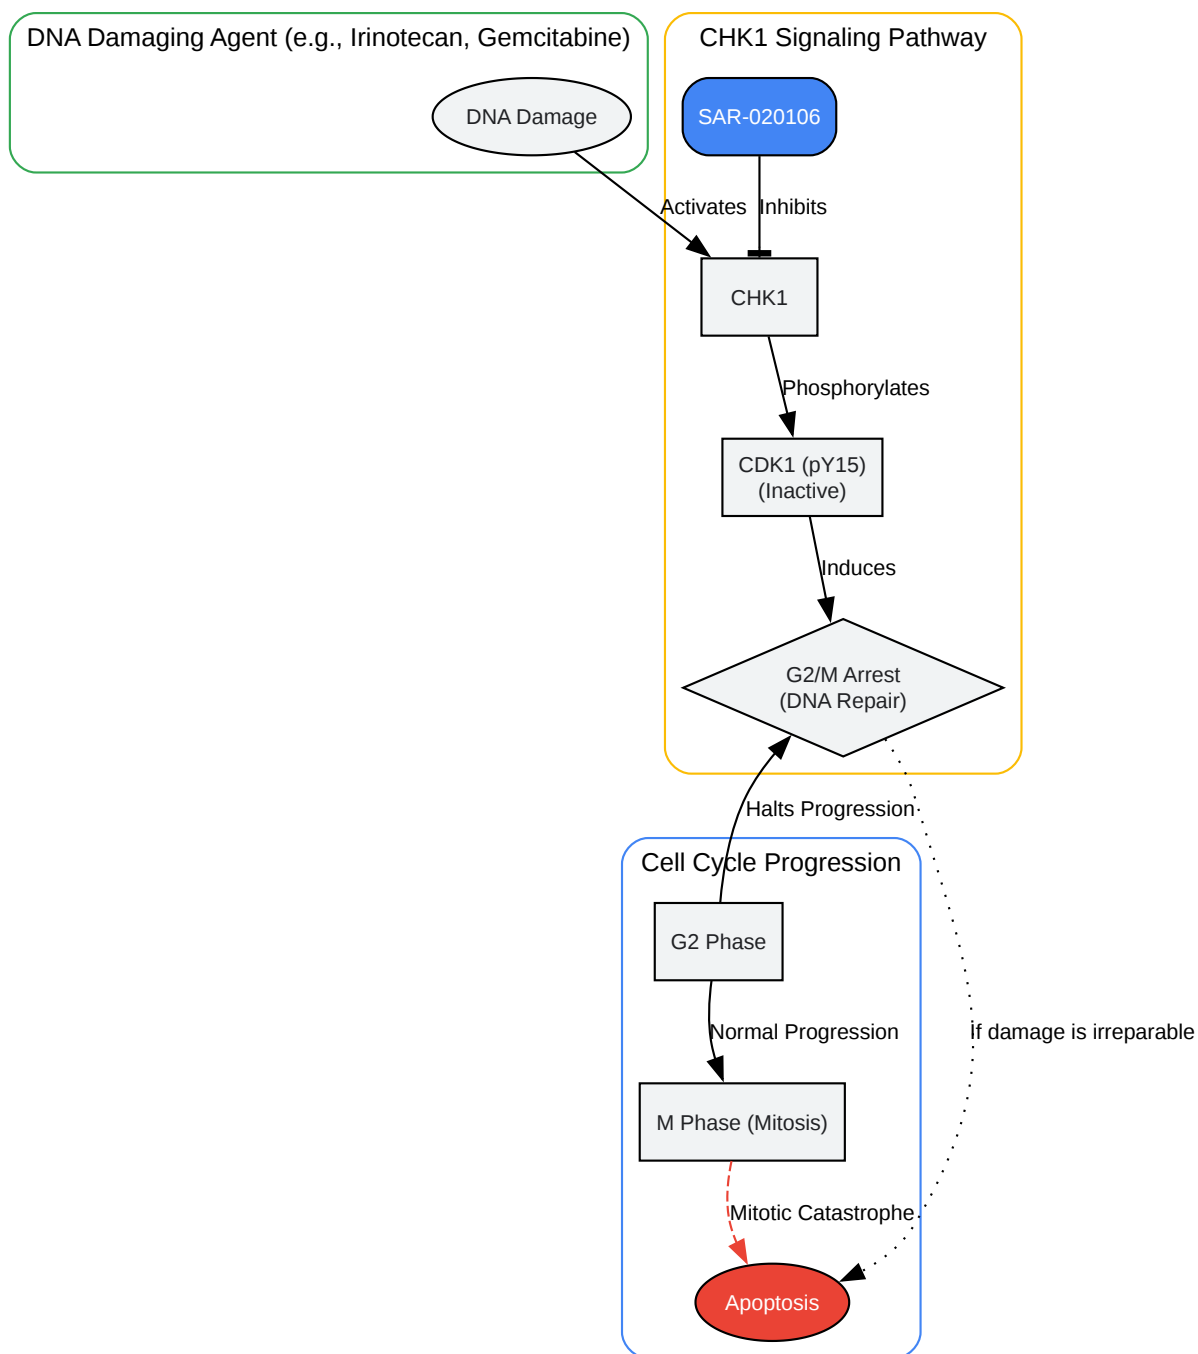 DNA Damaging Agent (e.g., Irinotecan, Gemcitabine)
CHK1 Signaling Pathway
DNA Damage
SAR-020106
Activates
Inhibits
CHK1
Phosphorylates
CDK1 (pY15)
(Inactive)
Induces
G2/M Arrest
(DNA Repair)
Halts Progression
Cell Cycle Progression
G2 Phase
Normal Progression
If damage is irreparable
M Phase (Mitosis)
Mitotic Catastrophe
Apoptosis